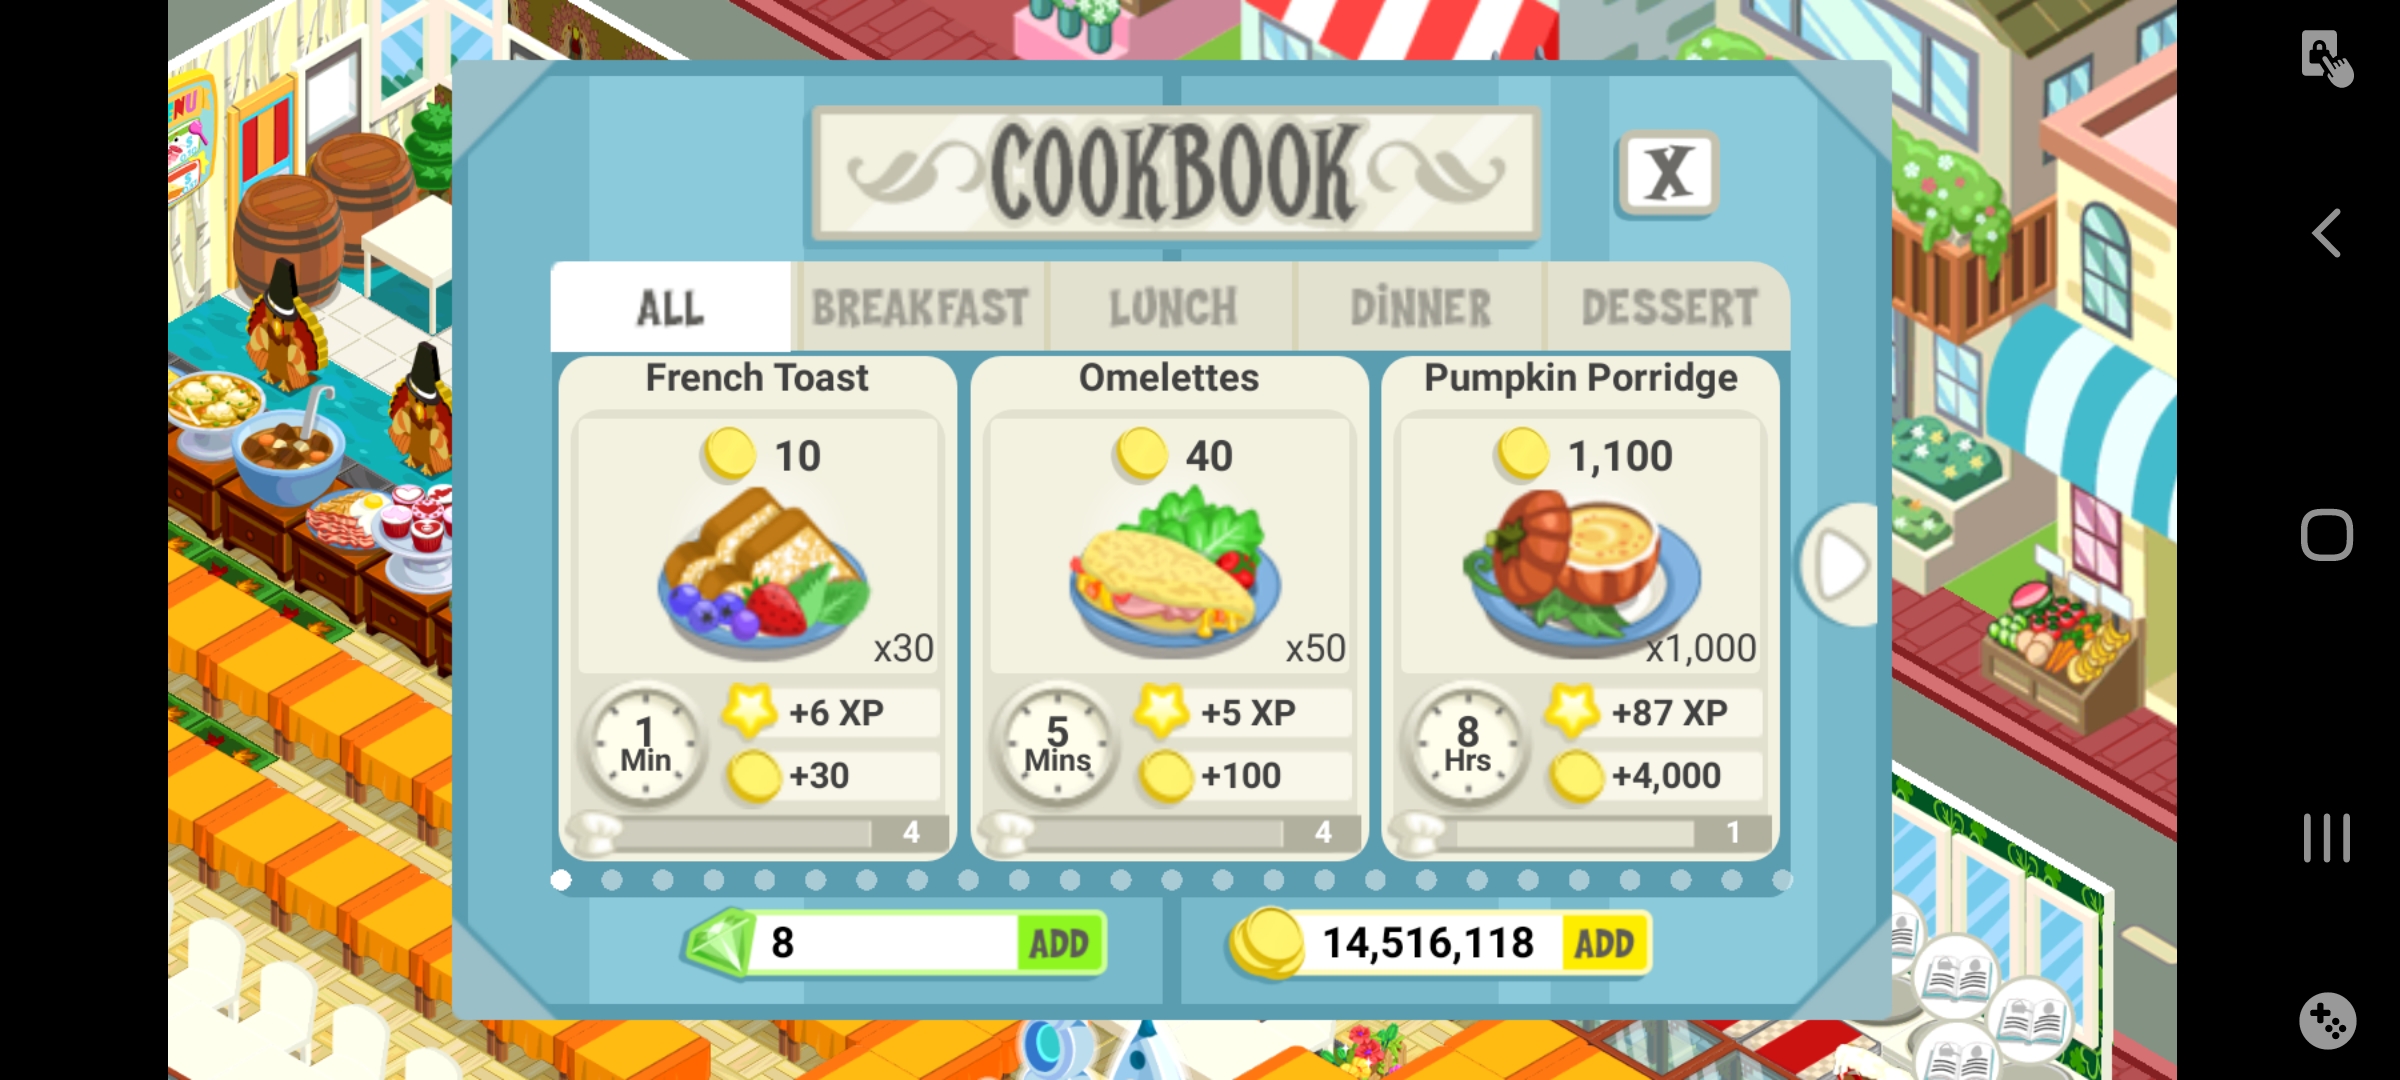 COOKBOOK
X
ALL
BREAKFAST
LUNCH
DINNER
DESSERT
French Toast
10
x30
1
Min
+6 XP
+30
4
Omelettes
40
x50
5
Mins
+5 XP
+100
4
Pumpkin Porridge
1,100
x1,000
8
Hrs
+87 XP
+4,000
1
8
ADD
14,516,118
ADD